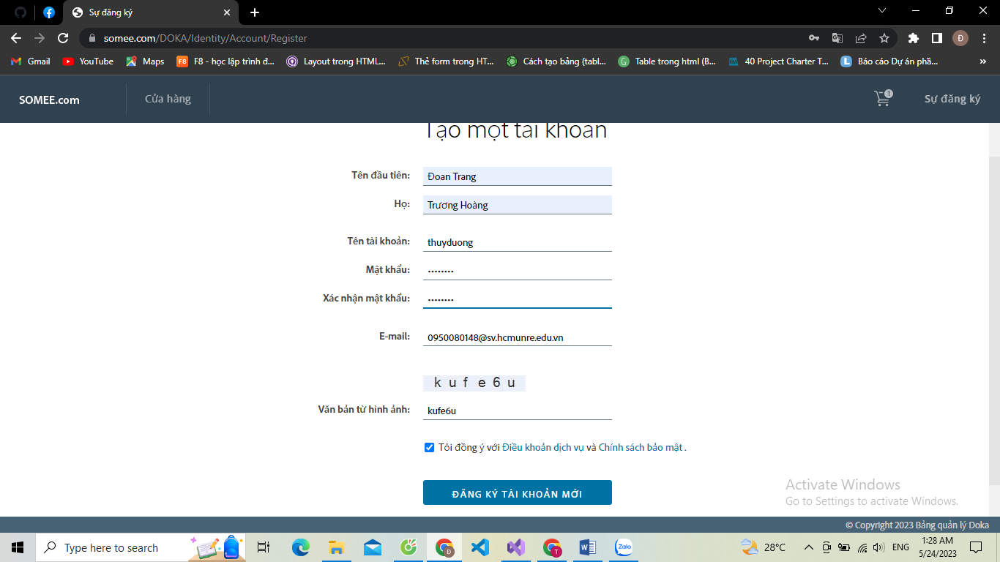 Sự đăng ký
somee.com/DOKA/Identity/Account/Register
Đ
Gmail YouTube Maps F8 F8 - học lập trình đ... Layout trong HTML... Thẻ form trong HT... Cách tạo bảng (tabl... Table trong html (B... 40 Project Charter T... L Báo cáo Dự án phầ... »
SOMEE.com Cửa hàng 1 Sự đăng ký
Tạo một tài khoản
Tên đầu tiên: Đoan Trang
Họ: Trương Hoàng
Tên tài khoản: thuyduong
Mật khẩu: ••••••••
Xác nhận mật khẩu: ••••••••
E-mail: 0950080148@sv.hcmunre.edu.vn
kufe6u
Văn bản từ hình ảnh: kufe6u
Tôi đồng ý với Điều khoản dịch vụ và Chính sách bảo mật .
ĐĂNG KÝ TÀI KHOẢN MỚI
Activate Windows
Go to Settings to activate Windows.
© Copyright 2023 Bảng quản lý Doka
Type here to search Đ T Zalo 28°C ENG 1:28 AM
5/24/2023